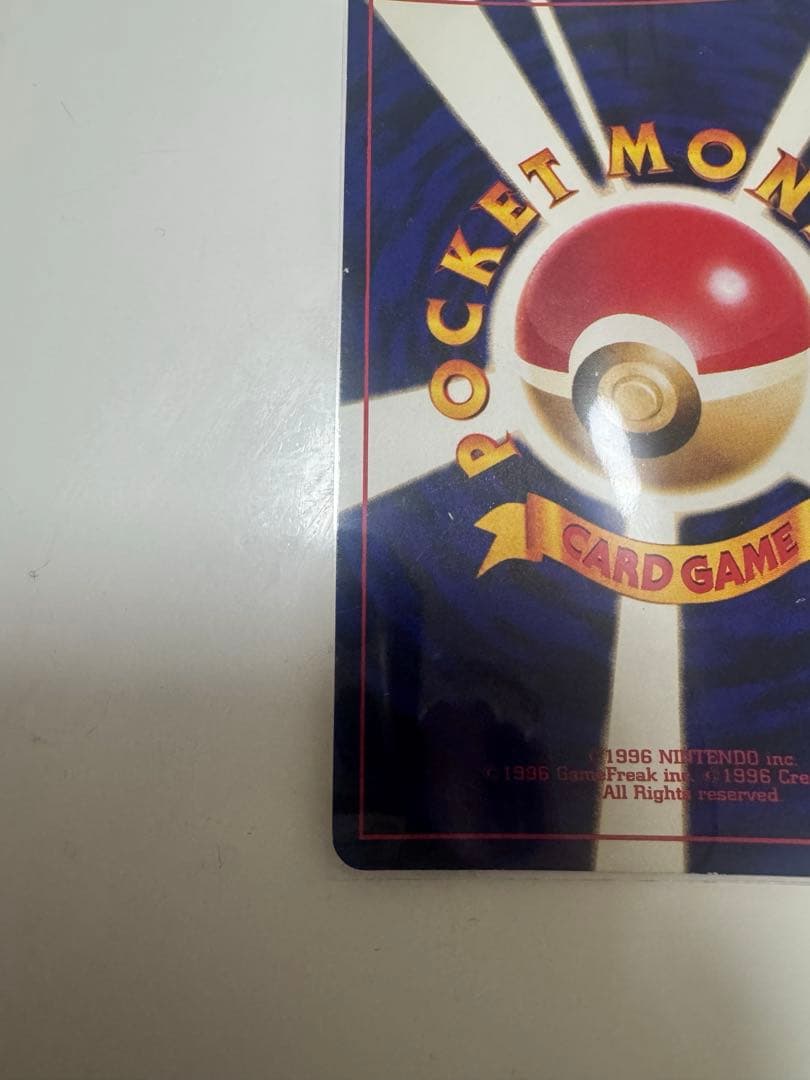 POCKET MON
CARD GAME
©1996 NINTENDO inc.
©1996 GameFreak inc. ©1996 Cre
All Rights reserved.